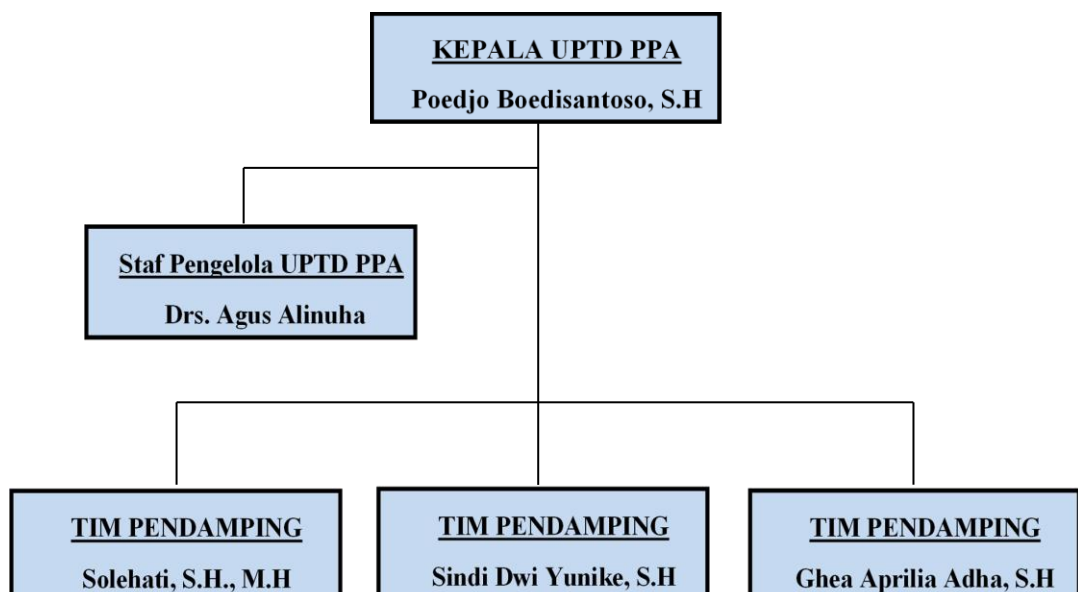 KEPALA UPTD PPA
Poedjo Boedisantoso, S.H
Staf Pengelola UPTD PPA
Drs. Agus Alinuha
TIM PENDAMPING
Solehati, S.H., M.H
TIM PENDAMPING
Sindi Dwi Yunike, S.H
TIM PENDAMPING
Ghea Aprilia Adha, S.H